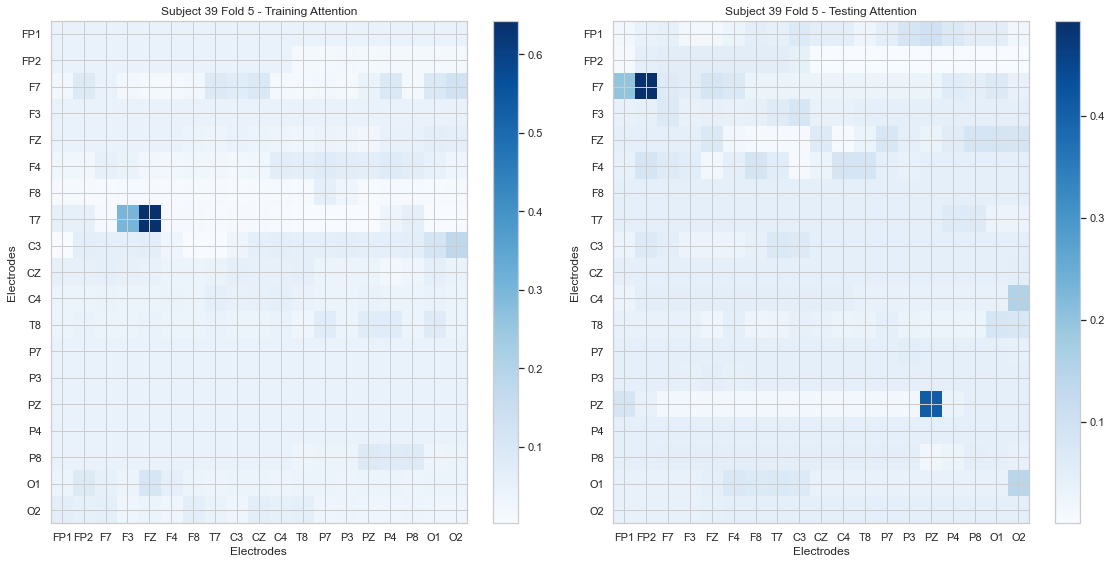 Subject 39 Fold 5 - Training Attention
Electrodes
FP1
FP2
F7
F3
FZ
F4
F8
T7
C3
CZ
C4
T8
P7
P3
PZ
P4
P8
O1
O2
FP1 FP2 F7 F3 FZ F4 F8 T7 C3 CZ C4 T8 P7 P3 PZ P4 P8 O1 O2
Electrodes
0.6
0.5
0.4
0.3
0.2
0.1
Subject 39 Fold 5 - Testing Attention
Electrodes
FP1
FP2
F7
F3
FZ
F4
F8
T7
C3
CZ
C4
T8
P7
P3
PZ
P4
P8
O1
O2
FP1 FP2 F7 F3 FZ F4 F8 T7 C3 CZ C4 T8 P7 P3 PZ P4 P8 O1 O2
Electrodes
0.4
0.3
0.2
0.1